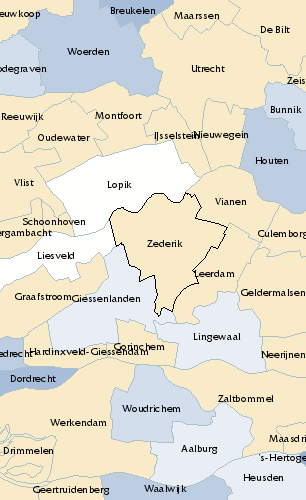 Breukelen
euwkoop
Maarssen
De Bilt
Woerden
odegraven
Utrecht
Zeis
Bunnik
Reeuwijk
Montfoort
IJsselstein
Nieuwegein
Oudewater
Houten
Vlist
Lopik
Vianen
Schoonhoven
ergambacht
Culemborg
Zederik
Liesveld
Leerdam
Graafstroom
Giessenlanden
Geldermalsen
Lingewaal
Gorinchem
edrecht
Hardinxveld-Giessendam
Neerijnen
Dordrecht
Zaltbommel
Woudrichem
Werkendam
Maasdri
Drimmelen
Aalburg
's-Hertoge
Heusden
Geertruidenberg
Waalwijk